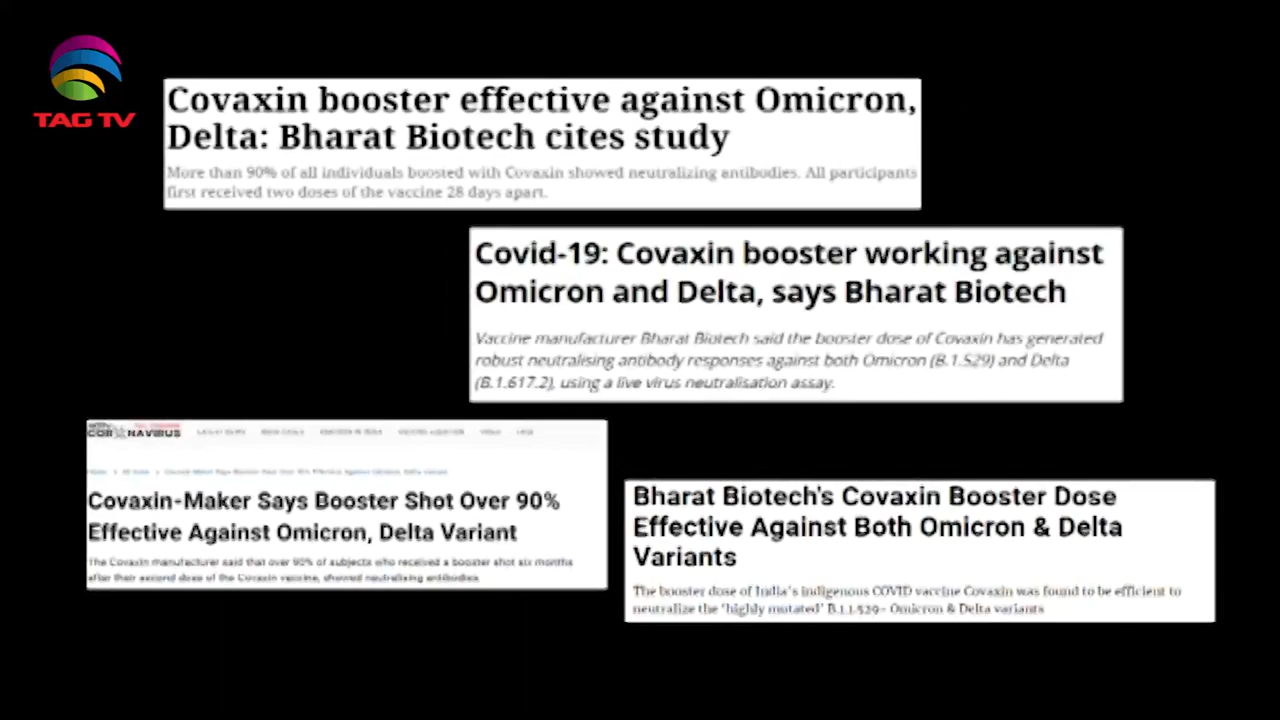 TAG TV
Covaxin booster effective against Omicron,
Delta: Bharat Biotech cites study
More than 90% of all individuals boosted with Covaxin showed neutralizing antibodies. All participants
first received two doses of the vaccine 28 days apart.
Covid-19: Covaxin booster working against
Omicron and Delta, says Bharat Biotech
Vaccine manufacturer Bharat Biotech said the booster dose of Covaxin has generated
robust neutralising antibody responses against both Omicron (B.1.529) and Delta
(B.1.617.2), using a live virus neutralisation assay.
Covaxin-Maker Says Booster Shot Over 90%
Effective Against Omicron, Delta Variant
The Covaxin manufacturer said that over 90% of subjects who received a booster shot six months
after their second dose of the Covaxin vaccine, showed neutralising antibodies
Bharat Biotech's Covaxin Booster Dose
Effective Against Both Omicron & Delta
Variants
The booster dose of India's indigenous COVID vaccine Covaxin was found to be efficient to
neutralize the 'highly mutated' B.1.1.529- Omicron & Delta variants